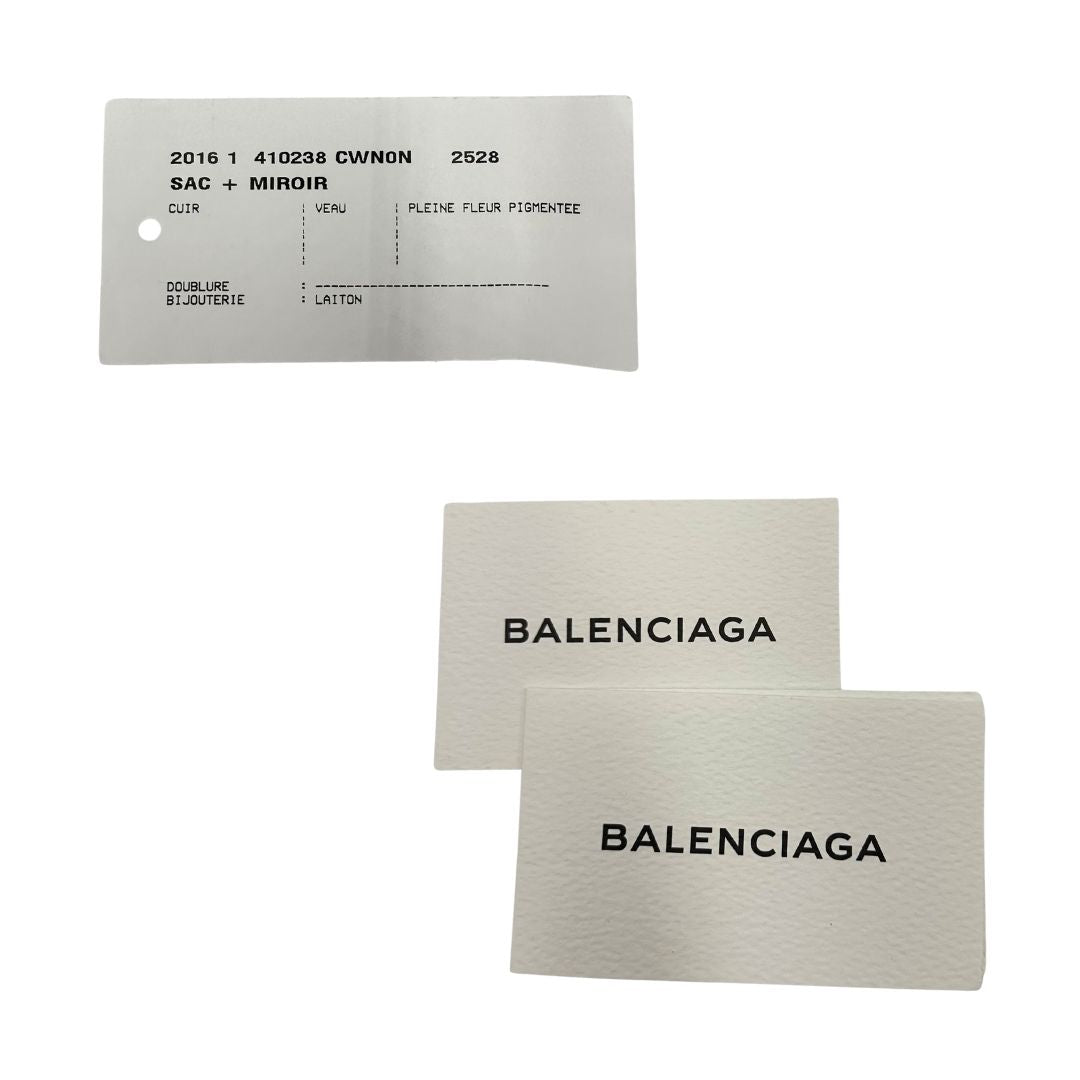 2016 1 410238 CWN0N 2528
SAC + MIROIR
CUIR : VEAU : PLEINE FLEUR PIGMENTEE
DOUBLURE : ------------------------------
BIJOUTERIE : LAITON
BALENCIAGA
BALENCIAGA